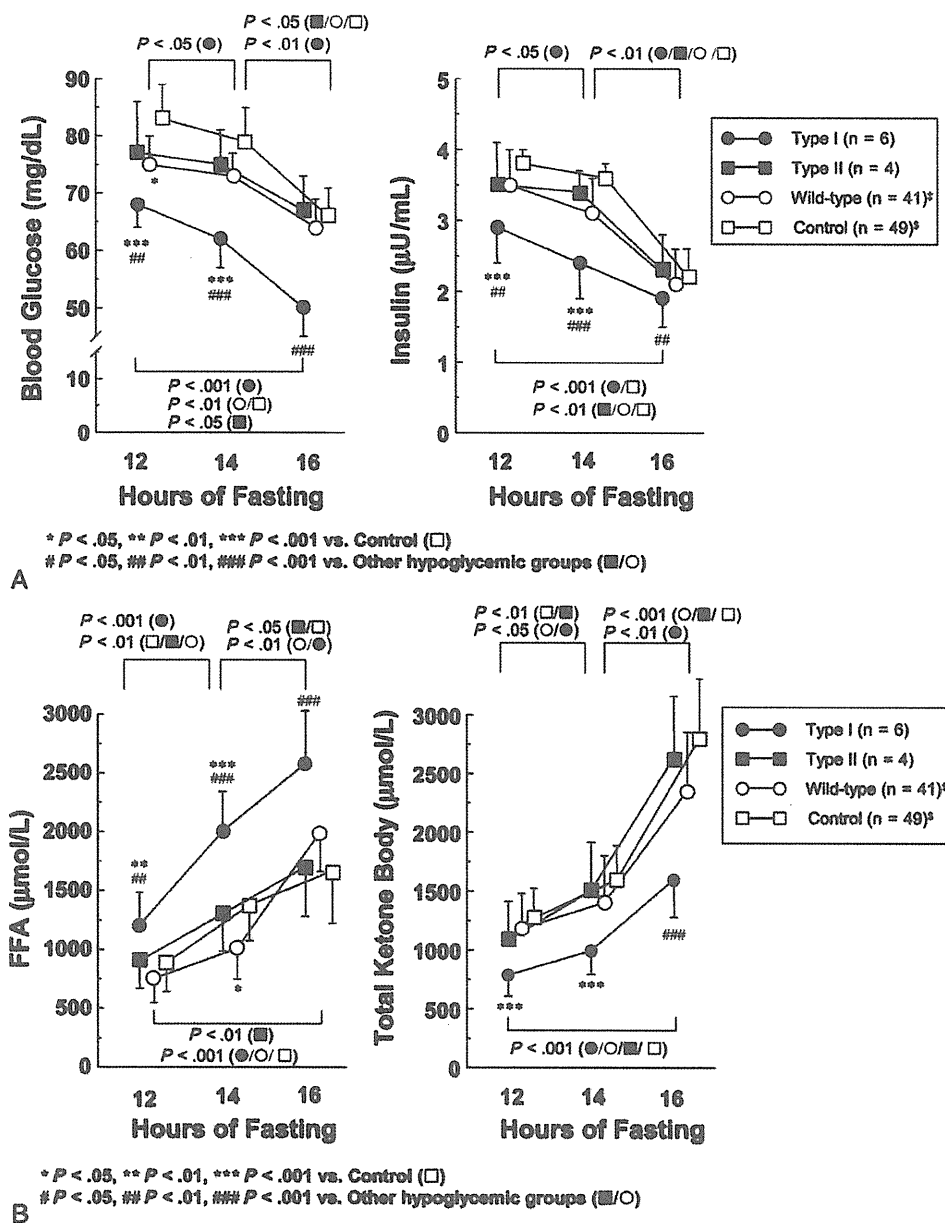 P < .05 (■/○/□)
P < .05 (●)
P < .01 (●)
90
80
70
60
50
10
0
Blood Glucose (mg/dL)
*
***
##
***
###
###
P < .001 (●)
P < .01 (○/□)
P < .05 (■)
12 14 16
Hours of Fasting
P < .05 (●)
P < .01 (●/■/○ /□)
5
4
3
2
1
0
Insulin (μU/mL)
***
##
***
###
##
P < .001 (●/□)
P < .01 (■/○/□)
12 14 16
Hours of Fasting
Type I (n = 6)
Type II (n = 4)
Wild-type (n = 41)‡
Control (n = 49)$
* P < .05, ** P < .01, *** P < .001 vs. Control (□)
# P < .05, ## P < .01, ### P < .001 vs. Other hypoglycemic groups (■/○)
A
P < .001 (●)
P < .01 (□/■/○)
P < .05 (■/□)
P < .01 (○/●)
3000
2500
2000
1500
1000
500
0
FFA (μmol/L)
**
##
***
###
###
*
P < .01 (■)
P < .001 (●/○/ □)
12 14 16
Hours of Fasting
P < .01 (□/■)
P < .05 (○/●)
P < .001 (○/■/ □)
P < .01 (●)
3000
2500
2000
1500
1000
500
0
Total Ketone Body (μmol/L)
***
***
###
P < .001 (●/○/■/ □)
12 14 16
Hours of Fasting
Type I (n = 6)
Type II (n = 4)
Wild-type (n = 41)‡
Control (n = 49)$
* P < .05, ** P < .01, *** P < .001 vs. Control (□)
# P < .05, ## P < .01, ### P < .001 vs. Other hypoglycemic groups (■/○)
B